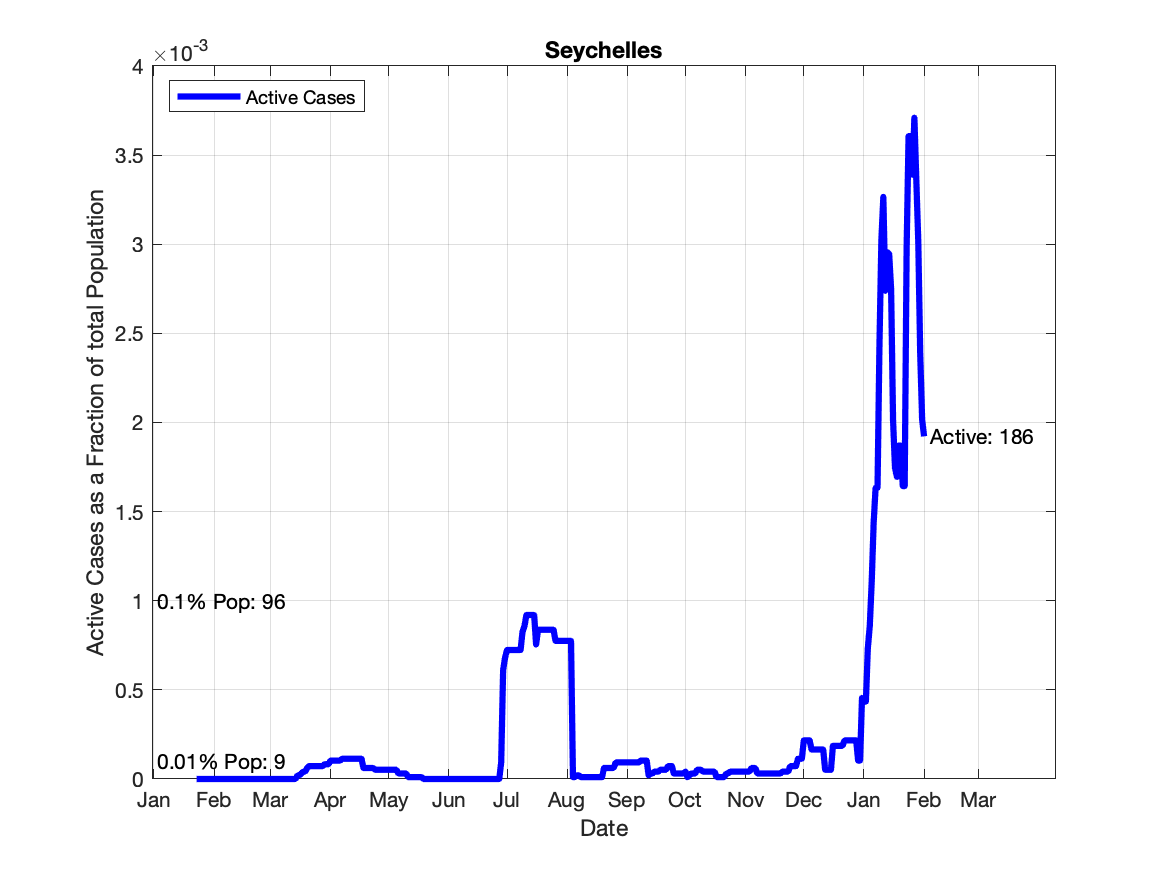 Seychelles
×10-3
4
3.5
3
2.5
2
1.5
1
0.5
0
Active Cases as a Fraction of total Population
Active Cases
Active: 186
0.1% Pop: 96
0.01% Pop: 9
Jan Feb Mar Apr May Jun Jul Aug Sep Oct Nov Dec Jan Feb Mar
Date